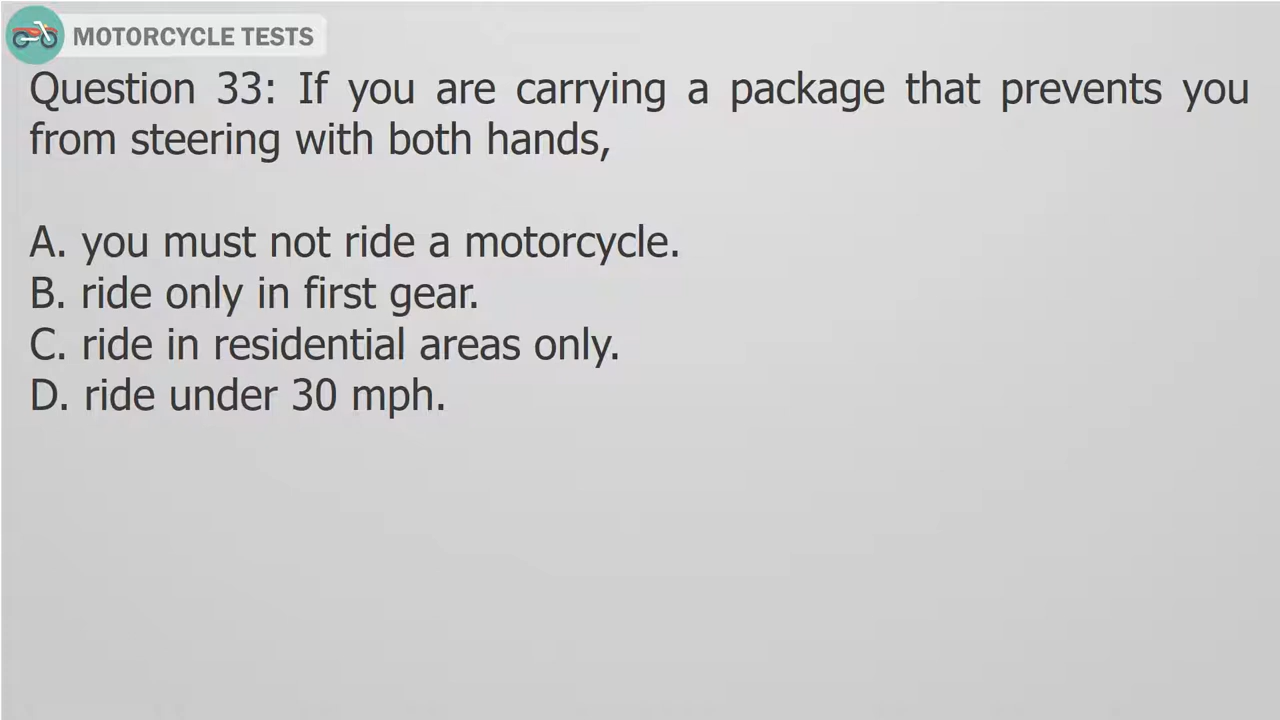 MOTORCYCLE TESTS
Question 33: If you are carrying a package that prevents you
from steering with both hands,
A. you must not ride a motorcycle.
B. ride only in first gear.
C. ride in residential areas only.
D. ride under 30 mph.